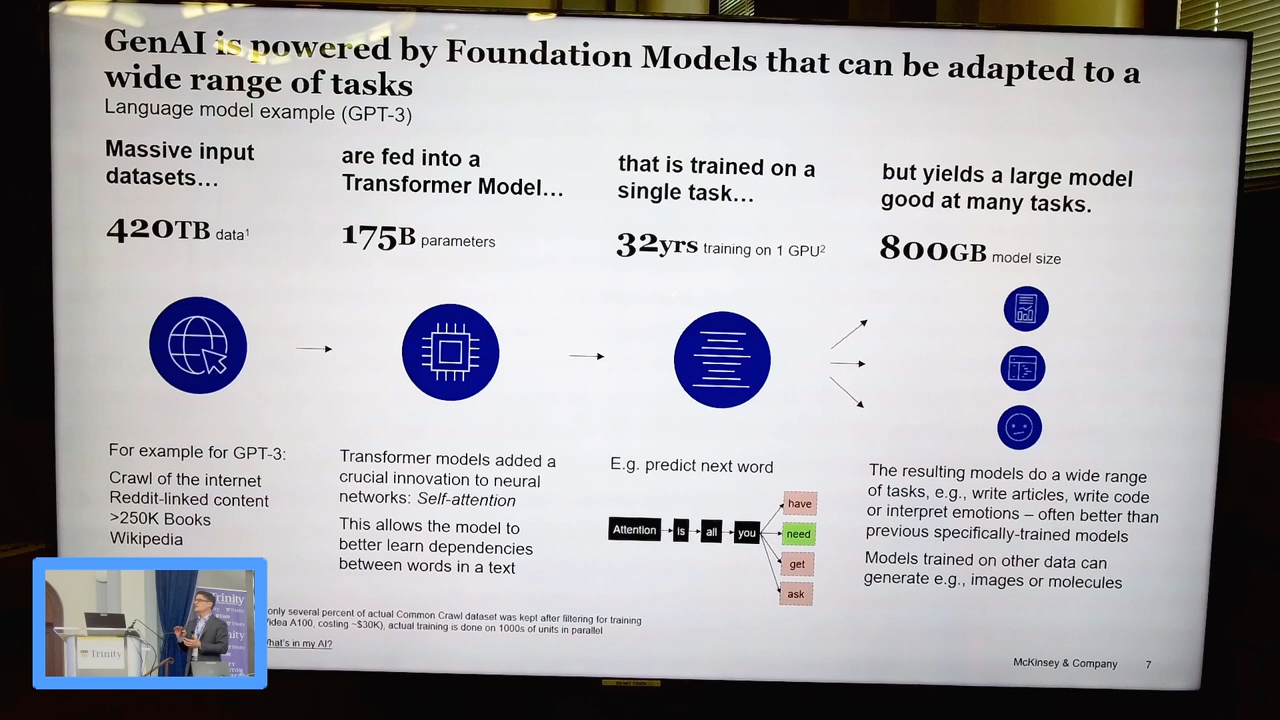 GenAI is powered by Foundation Models that can be adapted to a
wide range of tasks
Language model example (GPT-3)
Massive input
datasets…
420TB data¹
are fed into a
Transformer Model…
175B parameters
that is trained on a
single task…
32yrs training on 1 GPU²
but yields a large model
good at many tasks.
800GB model size
For example for GPT-3:
Crawl of the internet
Reddit-linked content
>250K Books
Wikipedia
Transformer models added a
crucial innovation to neural
networks: Self-attention
This allows the model to
better learn dependencies
between words in a text
E.g. predict next word
Attention is all you
have
need
get
ask
The resulting models do a wide range
of tasks, e.g., write articles, write code
or interpret emotions – often better than
previous specifically-trained models
Models trained on other data can
generate e.g., images or molecules
only several percent of actual Common Crawl dataset was kept after filtering for training
A100, costing ~$30K), actual training is done on 1000s of units in parallel
in my AI?
McKinsey & Company 7
Trinity
Trinity